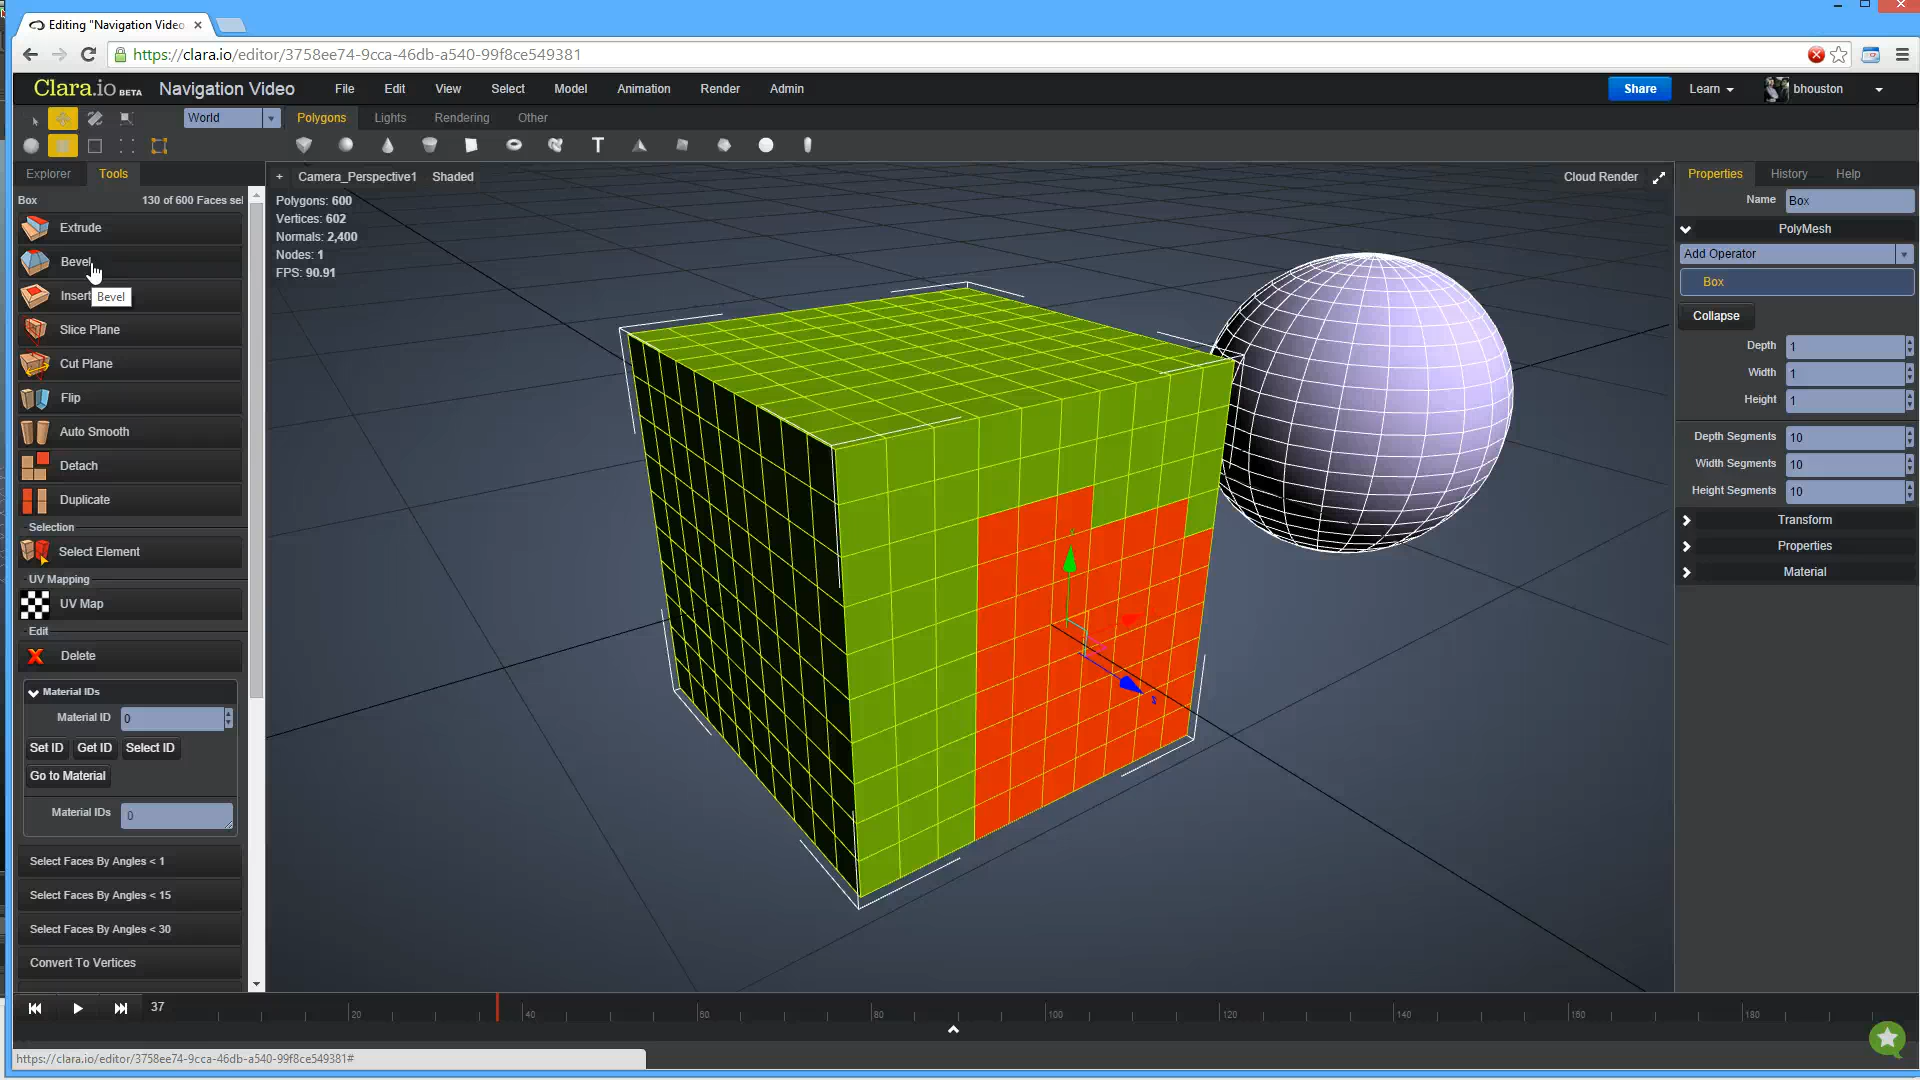 Editing "Navigation Video
https://clara.io/editor/3758ee74-9cca-46db-a540-99f8ce549381
Clara.io BETA
Navigation Video
File
Edit
View
Select
Model
Animation
Render
Admin
Share
Learn
bhouston
World
Polygons
Lights
Rendering
Other
Explorer
Tools
Box
130 of 600 Faces sel
Extrude
Bevel
Insert
Bevel
Slice Plane
Cut Plane
Flip
Auto Smooth
Detach
Duplicate
Selection
Select Element
UV Mapping
UV Map
Edit
Delete
Material IDs
Material ID
0
Set ID
Get ID
Select ID
Go to Material
Material IDs
0
Select Faces By Angles < 1
Select Faces By Angles < 15
Select Faces By Angles < 30
Convert To Vertices
+
Camera_Perspective1
Shaded
Cloud Render
Polygons: 600
Vertices: 602
Normals: 2,400
Nodes: 1
FPS: 90.91
Properties
History
Help
Name
Box
PolyMesh
Add Operator
Box
Collapse
Depth
1
Width
1
Height
1
Depth Segments
10
Width Segments
10
Height Segments
10
Transform
Properties
Material
37
20
40
60
80
100
120
140
160
180
https://clara.io/editor/3758ee74-9cca-46db-a540-99f8ce549381#